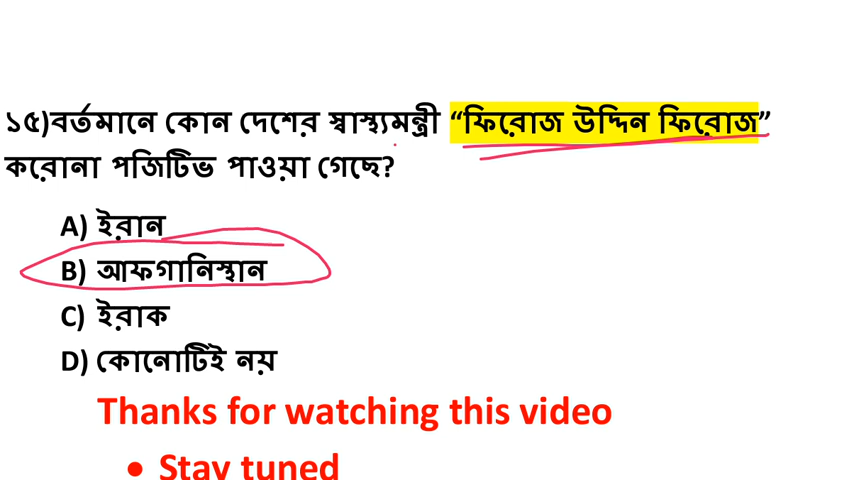 ১৫)বর্তমানে কোন দেশের স্বাস্থ্যমন্ত্রী “ফিরোজ উদ্দিন ফিরোজ”
করোনা পজিটিভ পাওয়া গেছে?
A) ইরান
B) আফগানিস্থান
C) ইরাক
D) কোনোটিই নয়
Thanks for watching this video
• Stay tuned